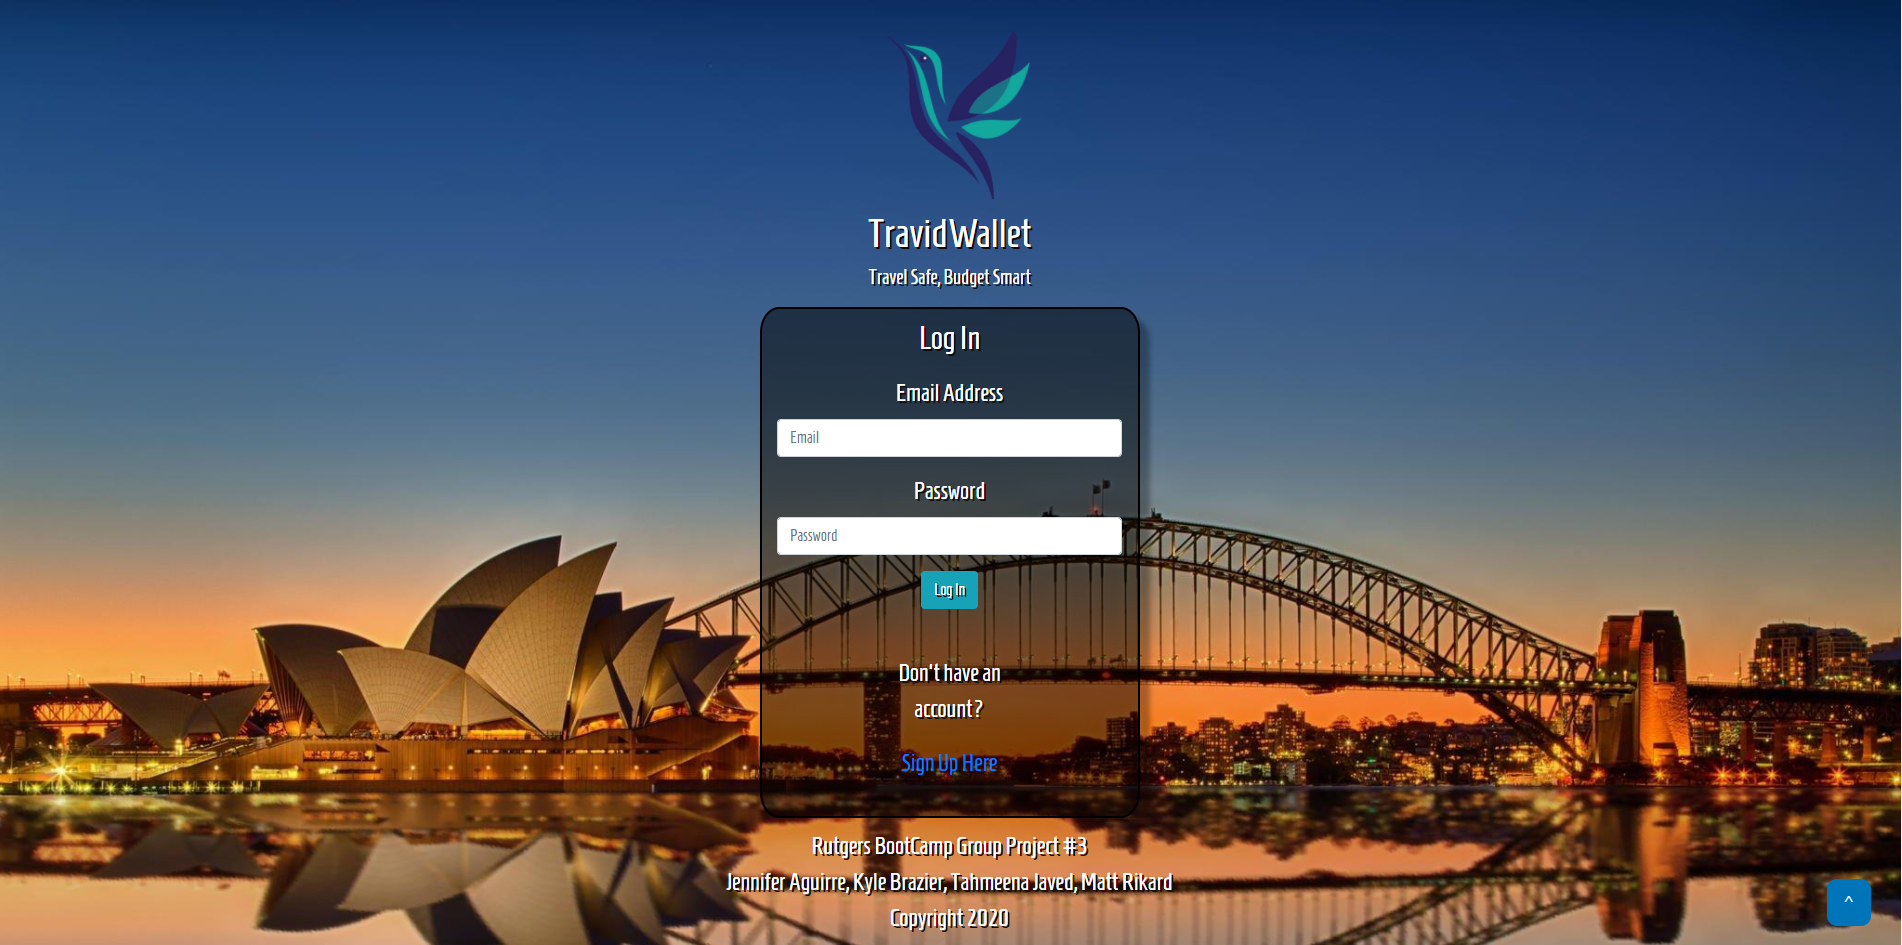 TravidWallet
Travel Safe, Budget Smart
Log In
Email Address
Email
Password
Password
Log In
Don't have an
account?
Sign Up Here
Rutgers BootCamp Group Project #3
Jennifer Aguirre, Kyle Brazier, Tahmeena Javed, Matt Rikard
Copyright 2020
^